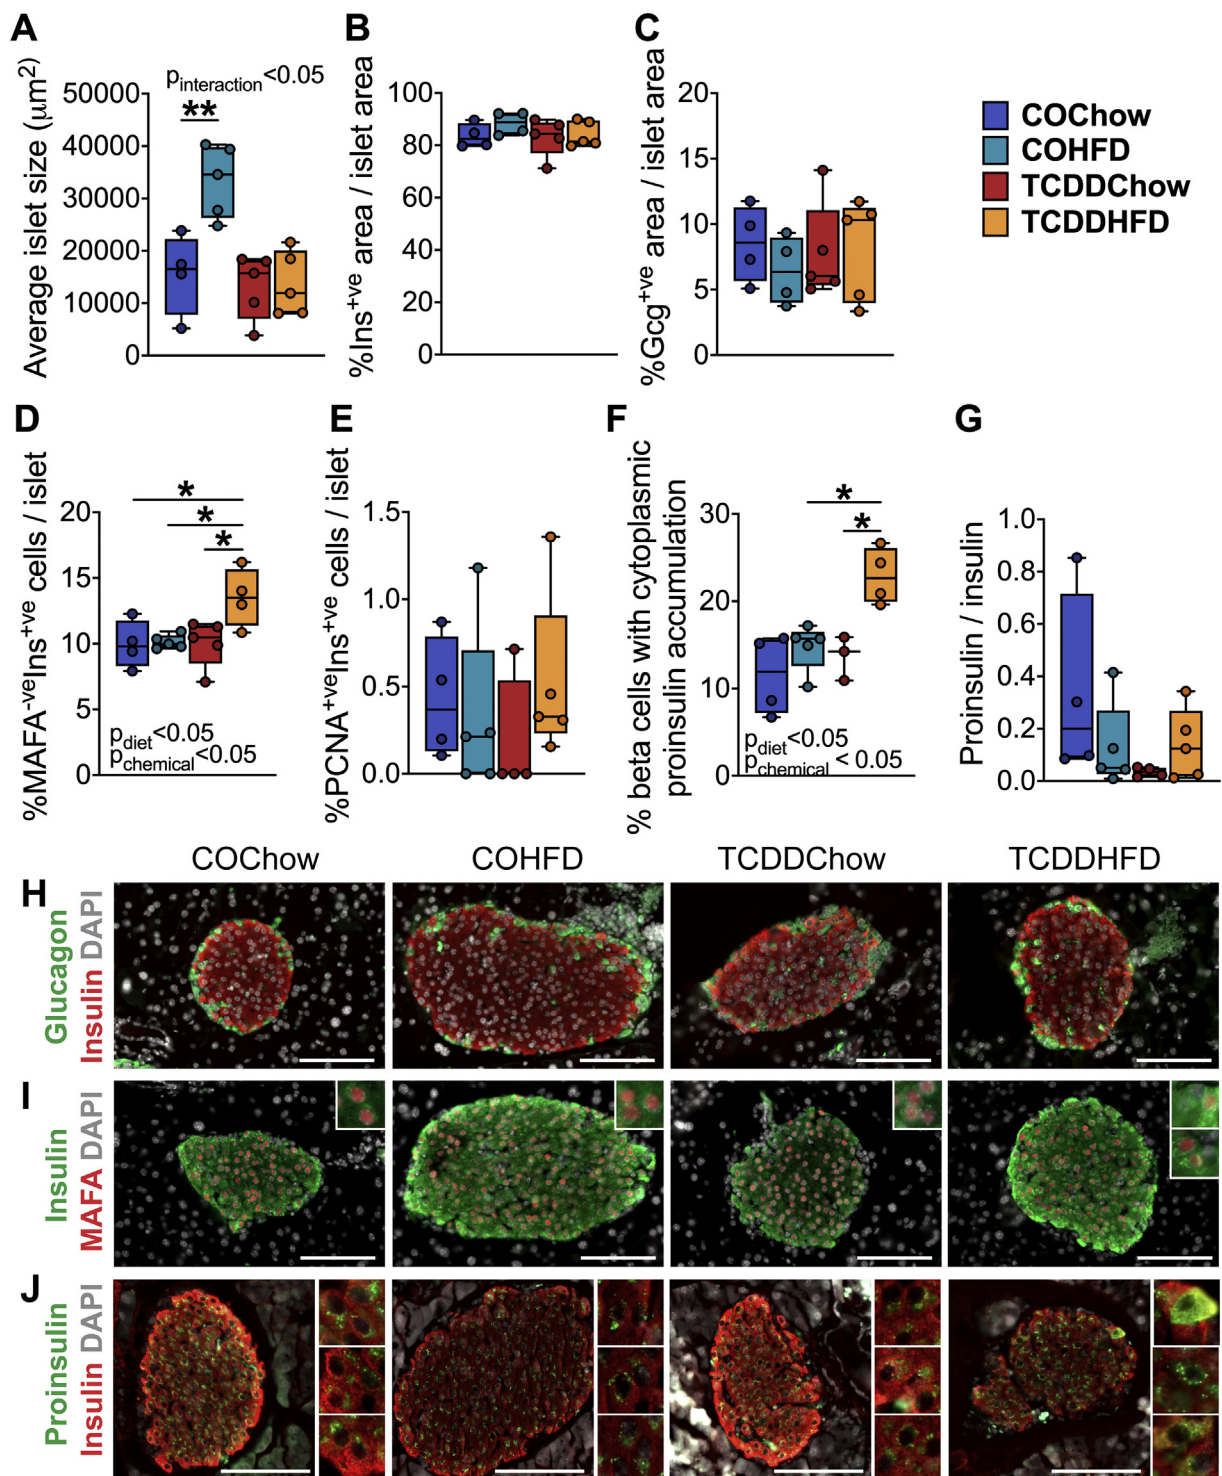 A
B
C
Average islet size (μm²)
p_interaction<0.05
**
50000
40000
30000
20000
10000
0
%Ins⁺ᵛᵉ area / islet area
100
80
60
40
20
0
%Gcg⁺ᵛᵉ area / islet area
20
15
10
5
0
COChow
COHFD
TCDDChow
TCDDHFD
D
E
F
G
%MAFA⁻ᵛᵉIns⁺ᵛᵉ cells / islet
20
15
10
5
0
*
*
*
p_diet<0.05
p_chemical<0.05
%PCNA⁺ᵛᵉIns⁺ᵛᵉ cells / islet
1.5
1.0
0.5
0.0
% beta cells with cytoplasmic
proinsulin accumulation
30
20
10
0
*
*
p_diet<0.05
p_chemical < 0.05
Proinsulin / insulin
1.0
0.8
0.6
0.4
0.2
0.0
COChow
COHFD
TCDDChow
TCDDHFD
H
Glucagon
Insulin DAPI
I
Insulin
MAFA DAPI
J
Proinsulin
Insulin DAPI